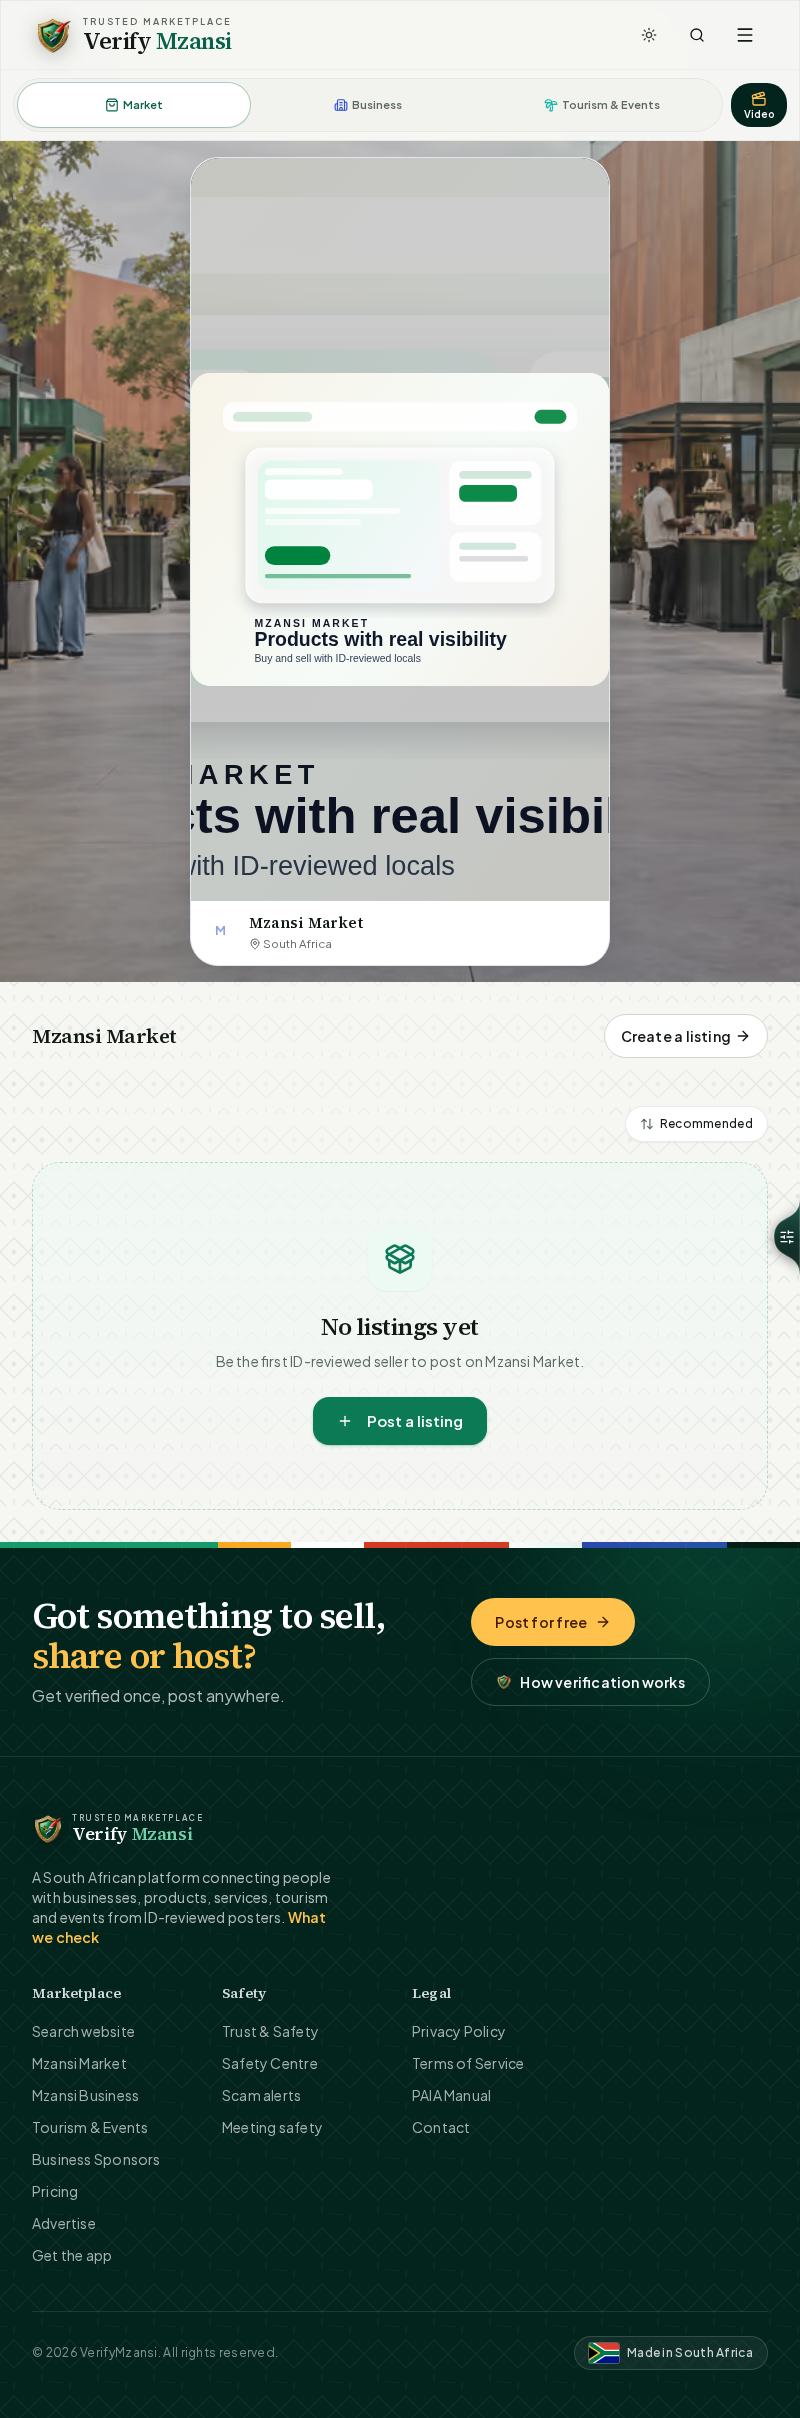 TRUSTED MARKETPLACE
Verify Mzansi
Market
Business
Tourism & Events
Video
MZANSI MARKET
Products with real visibility
Buy and sell with ID-reviewed locals
ARKET
cts with real visibil
with ID-reviewed locals
M
Mzansi Market
South Africa
Mzansi Market
Create a listing
Recommended
No listings yet
Be the first ID-reviewed seller to post on Mzansi Market.
Post a listing
Got something to sell,
share or host?
Get verified once, post anywhere.
Post for free
How verification works
TRUSTED MARKETPLACE
Verify Mzansi
A South African platform connecting people
with businesses, products, services, tourism
and events from ID-reviewed posters. What
we check
Marketplace
Search website
Mzansi Market
Mzansi Business
Tourism & Events
Business Sponsors
Pricing
Advertise
Get the app
Safety
Trust & Safety
Safety Centre
Scam alerts
Meeting safety
Legal
Privacy Policy
Terms of Service
PAIA Manual
Contact
© 2026 VerifyMzansi. All rights reserved.
Made in South Africa